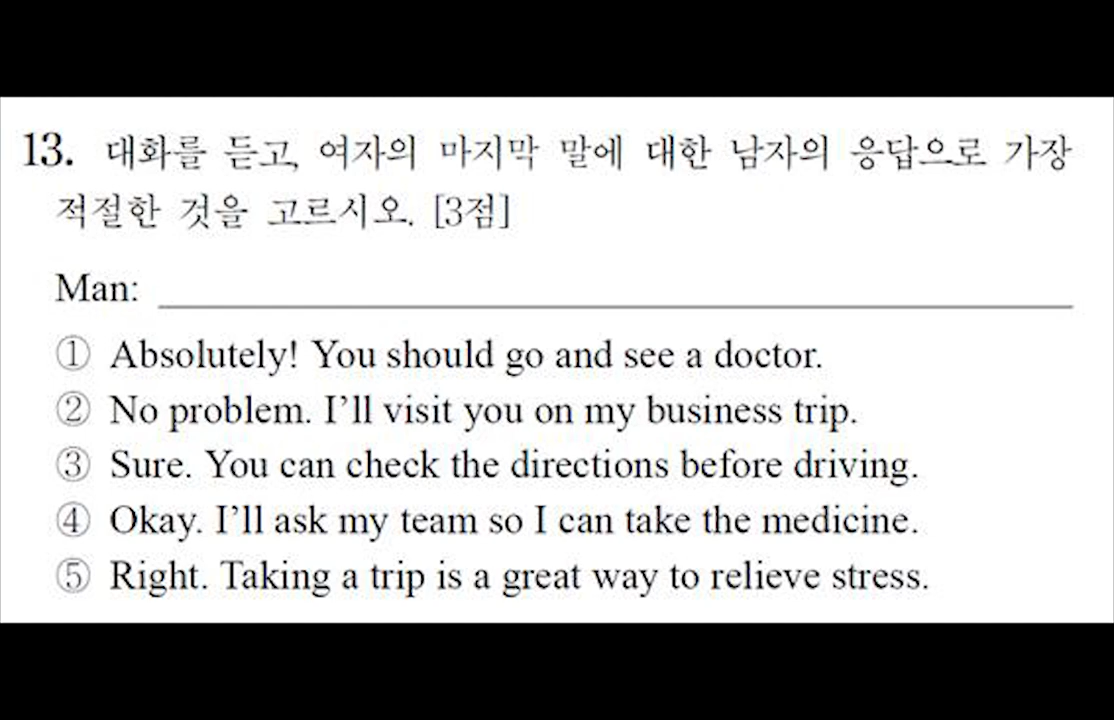 13. 대화를 듣고, 여자의 마지막 말에 대한 남자의 응답으로 가장
적절한 것을 고르시오. [3점]
Man:
① Absolutely! You should go and see a doctor.
② No problem. I’ll visit you on my business trip.
③ Sure. You can check the directions before driving.
④ Okay. I’ll ask my team so I can take the medicine.
⑤ Right. Taking a trip is a great way to relieve stress.